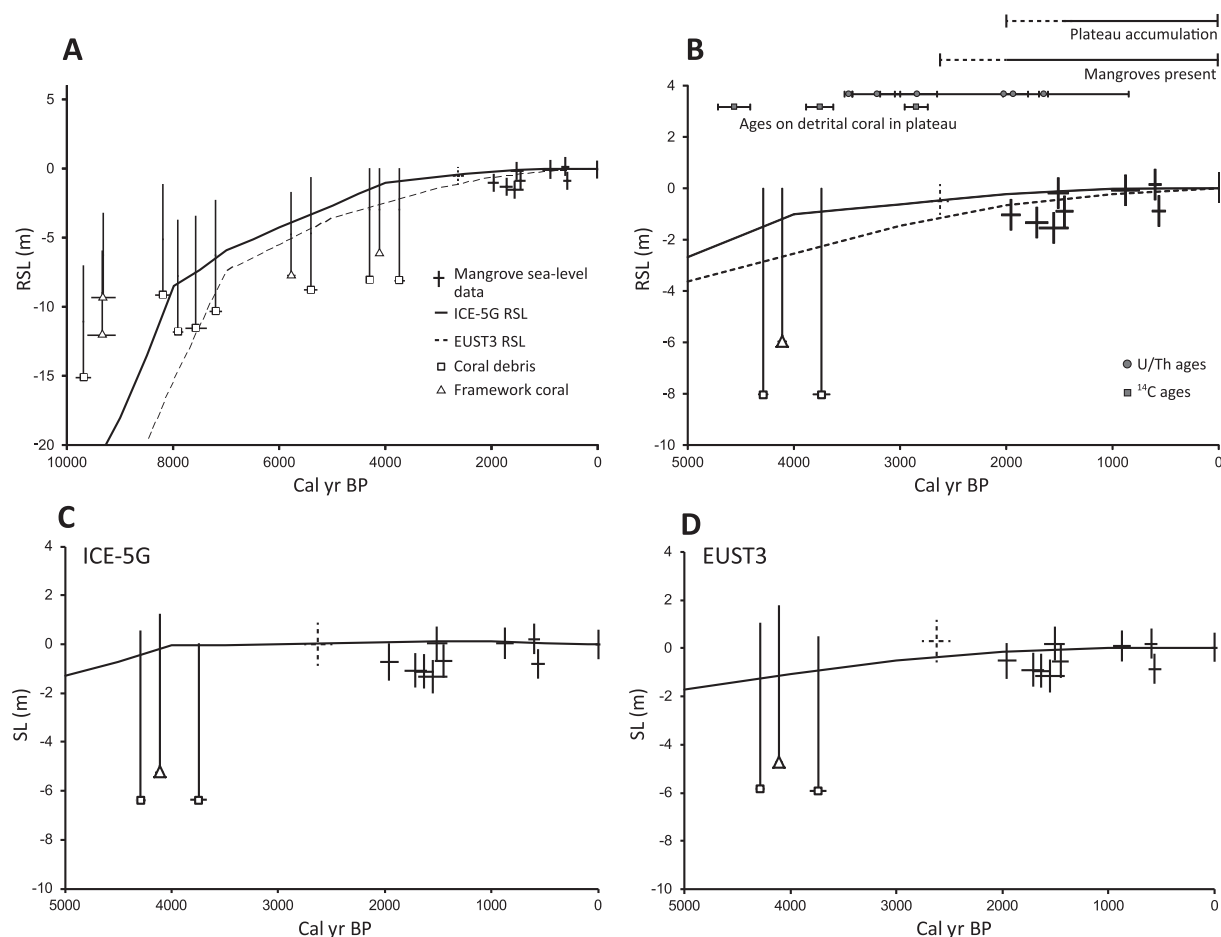 A
5
0
-5
-10
-15
-20
RSL (m)
10000 8000 6000 4000 2000 0
Cal yr BP
Mangrove sea-level
data
ICE-5G RSL
EUST3 RSL
Coral debris
Framework coral
B
Plateau accumulation
Mangroves present
Ages on detrital coral in plateau
4
2
0
-2
-4
-6
-8
-10
RSL (m)
U/Th ages
14C ages
5000 4000 3000 2000 1000 0
Cal yr BP
C
ICE-5G
4
2
0
-2
-4
-6
-8
-10
SL (m)
5000 4000 3000 2000 1000 0
Cal yr BP
D
EUST3
4
2
0
-2
-4
-6
-8
-10
SL (m)
5000 4000 3000 2000 1000 0
Cal yr BP